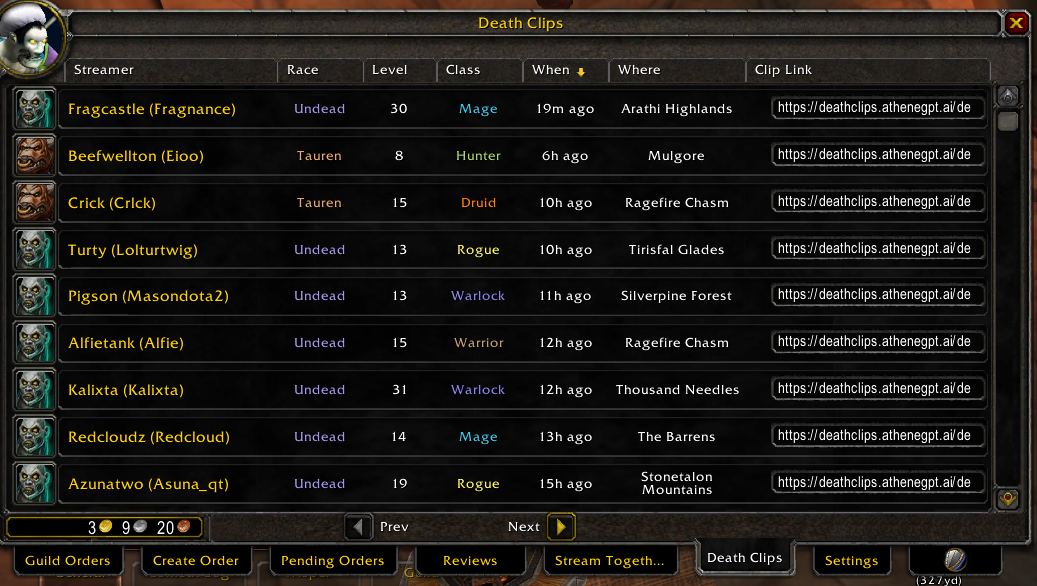 Death Clips
Streamer Race Level Class When Where Clip Link
Fragcastle (Fragnance) Undead 30 Mage 19m ago Arathi Highlands https://deathclips.athenegpt.ai/de
Beefwellton (Eioo) Tauren 8 Hunter 6h ago Mulgore https://deathclips.athenegpt.ai/de
Crick (Crlck) Tauren 15 Druid 10h ago Ragefire Chasm https://deathclips.athenegpt.ai/de
Turty (Lolturtwig) Undead 13 Rogue 10h ago Tirisfal Glades https://deathclips.athenegpt.ai/de
Pigson (Masondota2) Undead 13 Warlock 11h ago Silverpine Forest https://deathclips.athenegpt.ai/de
Alfietank (Alfie) Undead 15 Warrior 12h ago Ragefire Chasm https://deathclips.athenegpt.ai/de
Kalixta (Kalixta) Undead 31 Warlock 12h ago Thousand Needles https://deathclips.athenegpt.ai/de
Redcloudz (Redcloud) Undead 14 Mage 13h ago The Barrens https://deathclips.athenegpt.ai/de
Azunatwo (Asuna_qt) Undead 19 Rogue 15h ago Stonetalon
Mountains https://deathclips.athenegpt.ai/de
3 9 20 Prev Next
Guild Orders Create Order Pending Orders Reviews Stream Togeth... Death Clips Settings
(327yd)